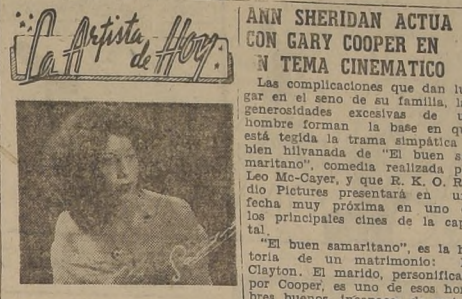 La Artista
de Hoy
ANN SHERIDAN ACTUA
CON GARY COOPER EN
N TEMA CINEMATICO
Las complicaciones que dan lu
gar en el seno de su familia, la
generosidades excesivas de u
hombre forman la base en qu
está tegida la trama simpática
bien hilvanada de "El buen s
maritano", comedia realizada p
Leo Mc-Cayer, y que R. K. O. R
dio Pictures presentará en u
fecha muy próxima en uno
los principales cines de la cap
tal.
"El buen samaritano", es la h
toria de un matrimonio:
Clayton. El marido, personifica
por Cooper, es uno de esos hom
bres buenos